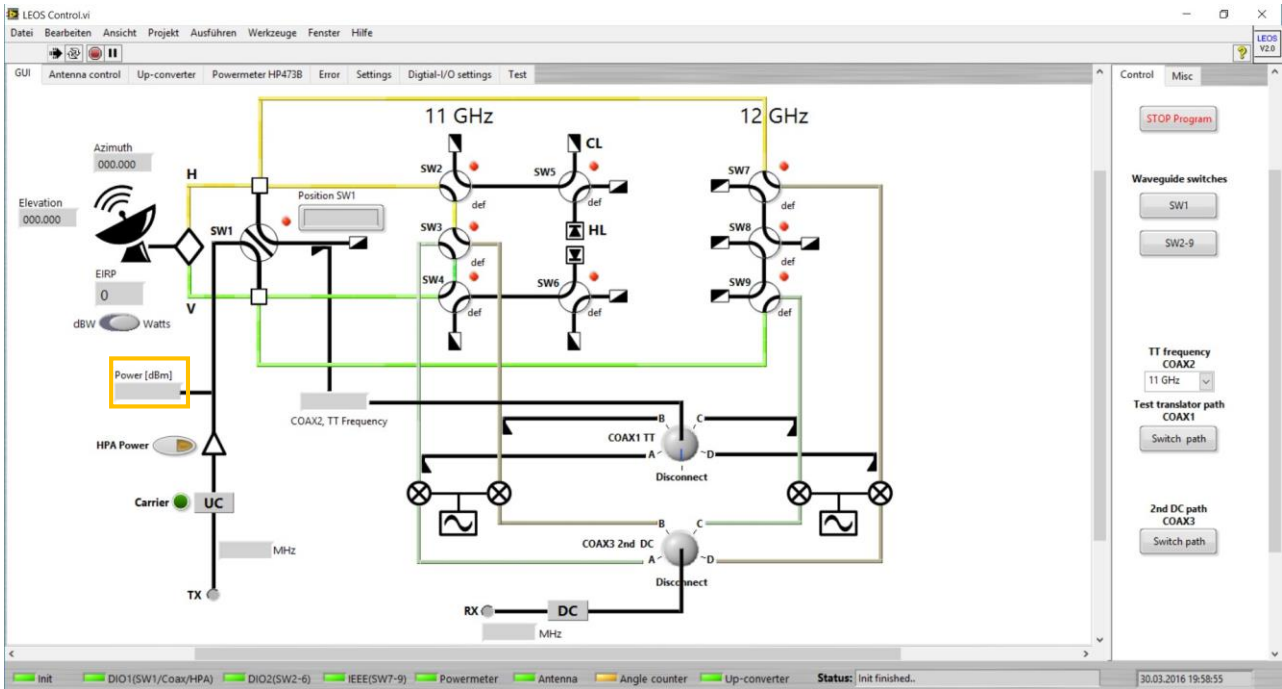 LEOS Control.vi
Datei Bearbeiten Ansicht Projekt Ausführen Werkzeuge Fenster Hilfe
LEOS
V2.0
GUI Antenna control Up-converter Powermeter HP473B Error Settings Digtial-I/O settings Test
Control Misc
11 GHz 12 GHz
STOP Program
Azimuth
000.000
CL
H
SW2 SW5 SW7
Waveguide switches
Elevation
000.000
Position SW1
def def def
SW1
SW1 SW3 HL SW8
SW2-9
def def
EIRP
0
SW4 SW6 SW9
V
def def def
dBW Watts
TT frequency
COAX2
11 GHz
Power [dBm]
Test translator path
COAX1
Switch path
COAX2, TT Frequency
B C
COAX1 TT
A D
Disconnect
HPA Power
Carrier UC
2nd DC path
COAX3
Switch path
B C
COAX3 2nd DC
A D
Disconnect
MHz
TX
RX DC
MHz
Init DIO1(SW1/Coax/HPA) DIO2(SW2-6) IEEE(SW7-9) Powermeter Antenna Angle counter Up-converter Status: Init finished.. 30.03.2016 19:58:55